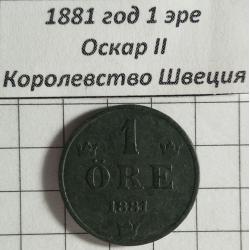 1881 год 1 эре
Оскар II
Королевство Швеция
1
ÖRE
1881